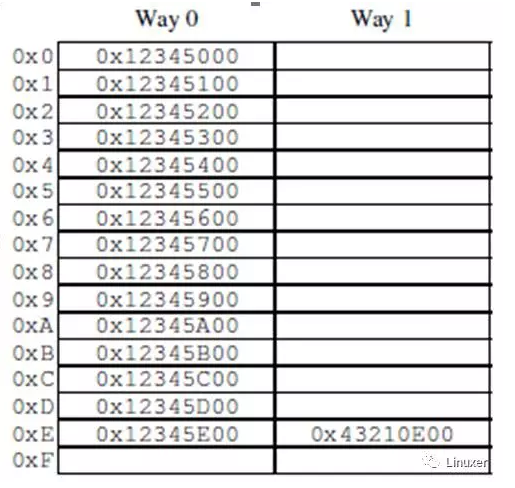 Way 0 Way 1
0x0 0x12345000
0x1 0x12345100
0x2 0x12345200
0x3 0x12345300
0x4 0x12345400
0x5 0x12345500
0x6 0x12345600
0x7 0x12345700
0x8 0x12345800
0x9 0x12345900
0xA 0x12345A00
0xB 0x12345B00
0xC 0x12345C00
0xD 0x12345D00
0xE 0x12345E00 0x43210E00
0xF
Linuxer